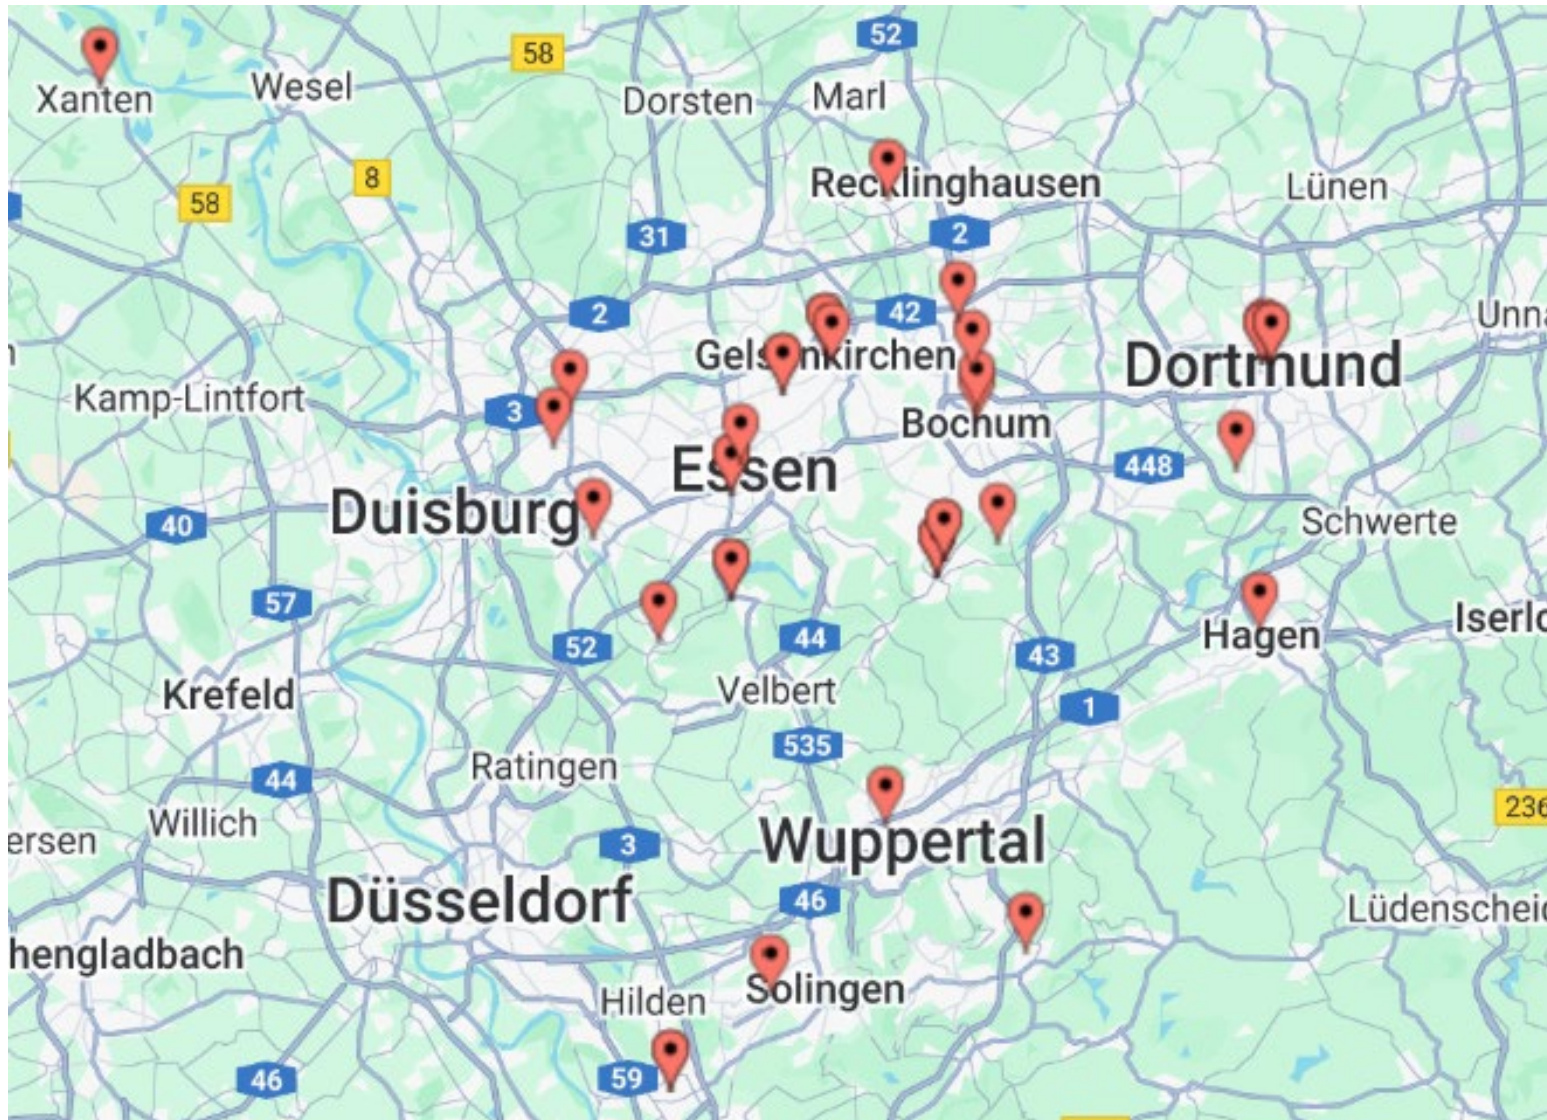 52
58
Xanten
Wesel
Dorsten
Marl
8
58
Recklinghausen
Lünen
31
2
2
42
Unna
Gelsenkirchen
Dortmund
Kamp-Lintfort
3
Bochum
Essen
448
Duisburg
40
Schwerte
57
52
44
43
Hagen
Iserlo
Krefeld
Velbert
1
535
Ratingen
44
Willich
236
ersen
3
Wuppertal
Düsseldorf
46
Lüdenscheid
hengladbach
Solingen
Hilden
46
59